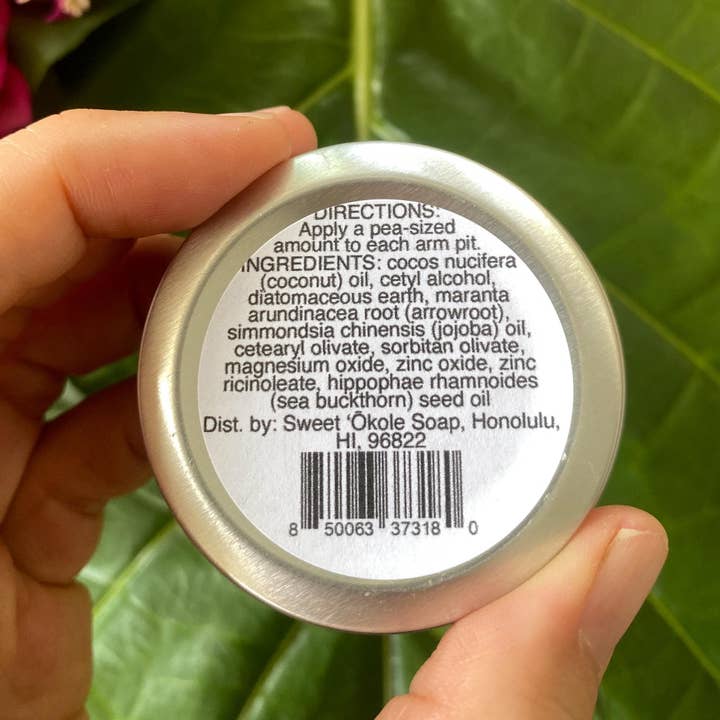 DIRECTIONS:
Apply a pea-sized
amount to each arm pit.
INGREDIENTS: cocos nucifera
(coconut) oil, cetyl alcohol,
diatomaceous earth, maranta
arundinacea root (arrowroot),
simmondsia chinensis (jojoba) oil,
cetearyl olivate, sorbitan olivate,
magnesium oxide, zinc oxide, zinc
ricinoleate, hippophae rhamnoides
(sea buckthorn) seed oil
Dist. by: Sweet ‘Ōkole Soap, Honolulu,
HI, 96822
8 50063 37318 0